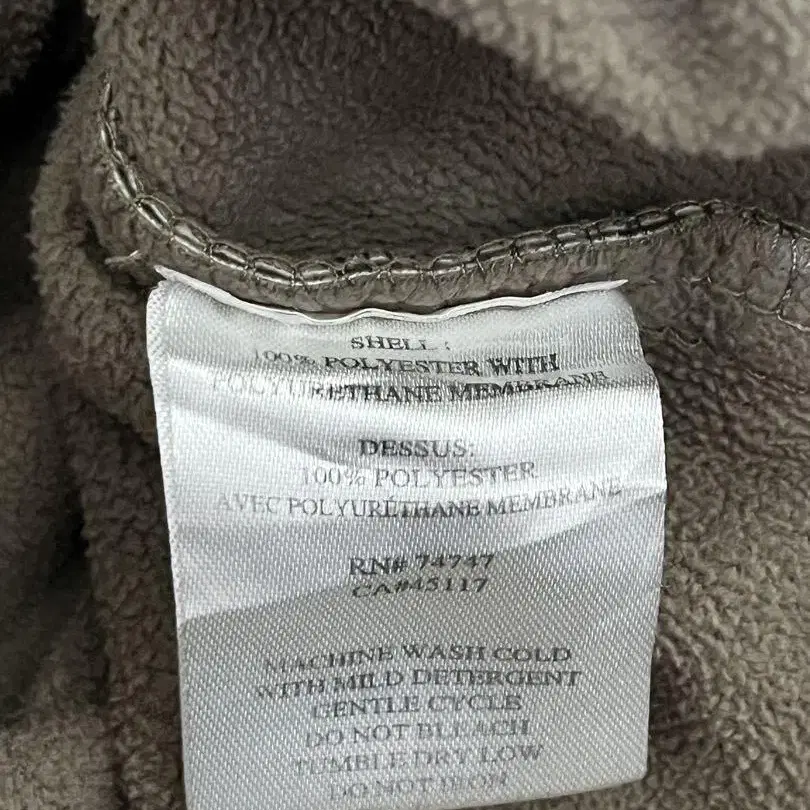 SHELL :
100% POLYESTER WITH
POLYURETHANE MEMBRANE
DESSUS:
100% POLYESTER
AVEC POLYURÉTHANE MEMBRANE
RN# 74747
CA#45117
MACHINE WASH COLD
WITH MILD DETERGENT
GENTLE CYCLE
DO NOT BLEACH
TUMBLE DRY LOW
DO NOT IRON